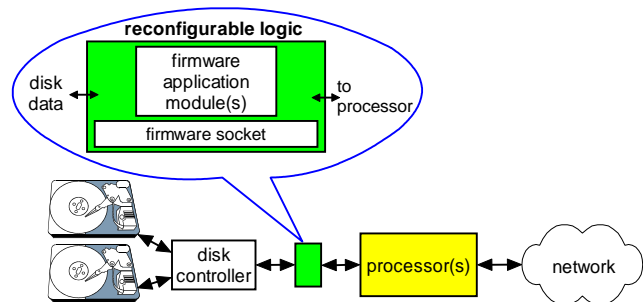 reconfigurable logic
disk
data
firmware
application
module(s)
to
processor
firmware socket
disk
controller
processor(s)
network